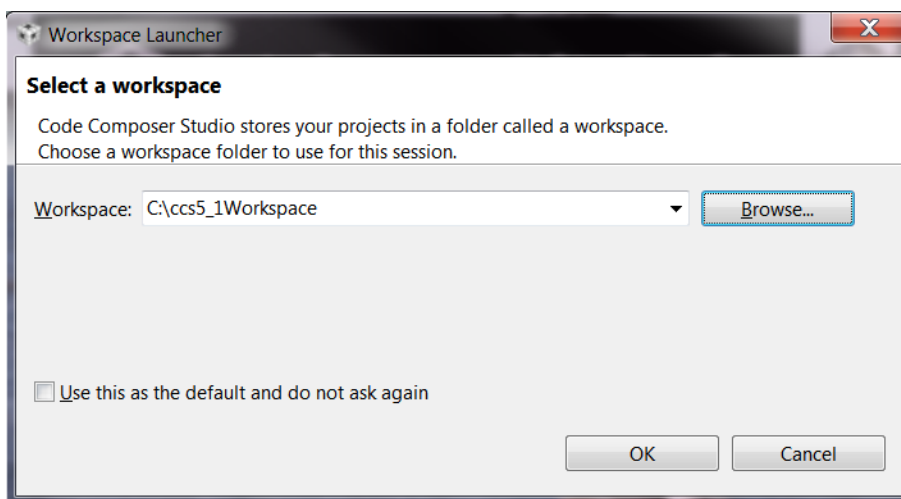 Workspace Launcher
Select a workspace
Code Composer Studio stores your projects in a folder called a workspace.
Choose a workspace folder to use for this session.
Workspace: C:\ccs5_1Workspace Browse...
Use this as the default and do not ask again
OK Cancel